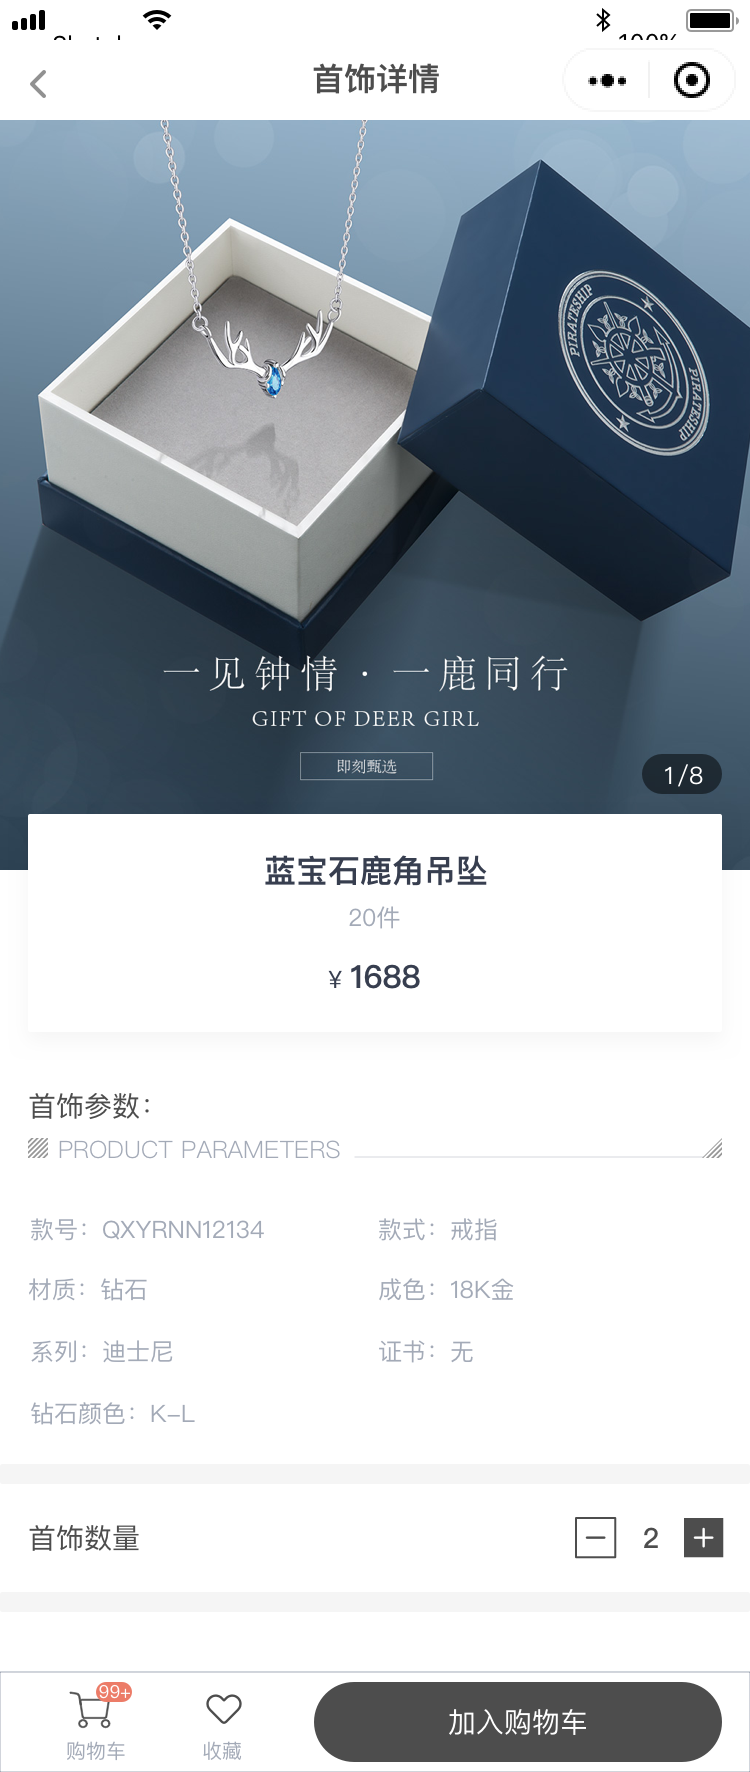 首饰详情
PIRATESHIP
PIRATESHIP
一见钟情 · 一鹿同行
GIFT OF DEER GIRL
即刻甄选
1/8
蓝宝石鹿角吊坠
20件
¥ 1688
首饰参数：
PRODUCT PARAMETERS
款号：QXYRNN12134 款式：戒指
材质：钻石 成色：18K金
系列：迪士尼 证书：无
钻石颜色：K-L
首饰数量 2
99+
购物车 收藏 加入购物车